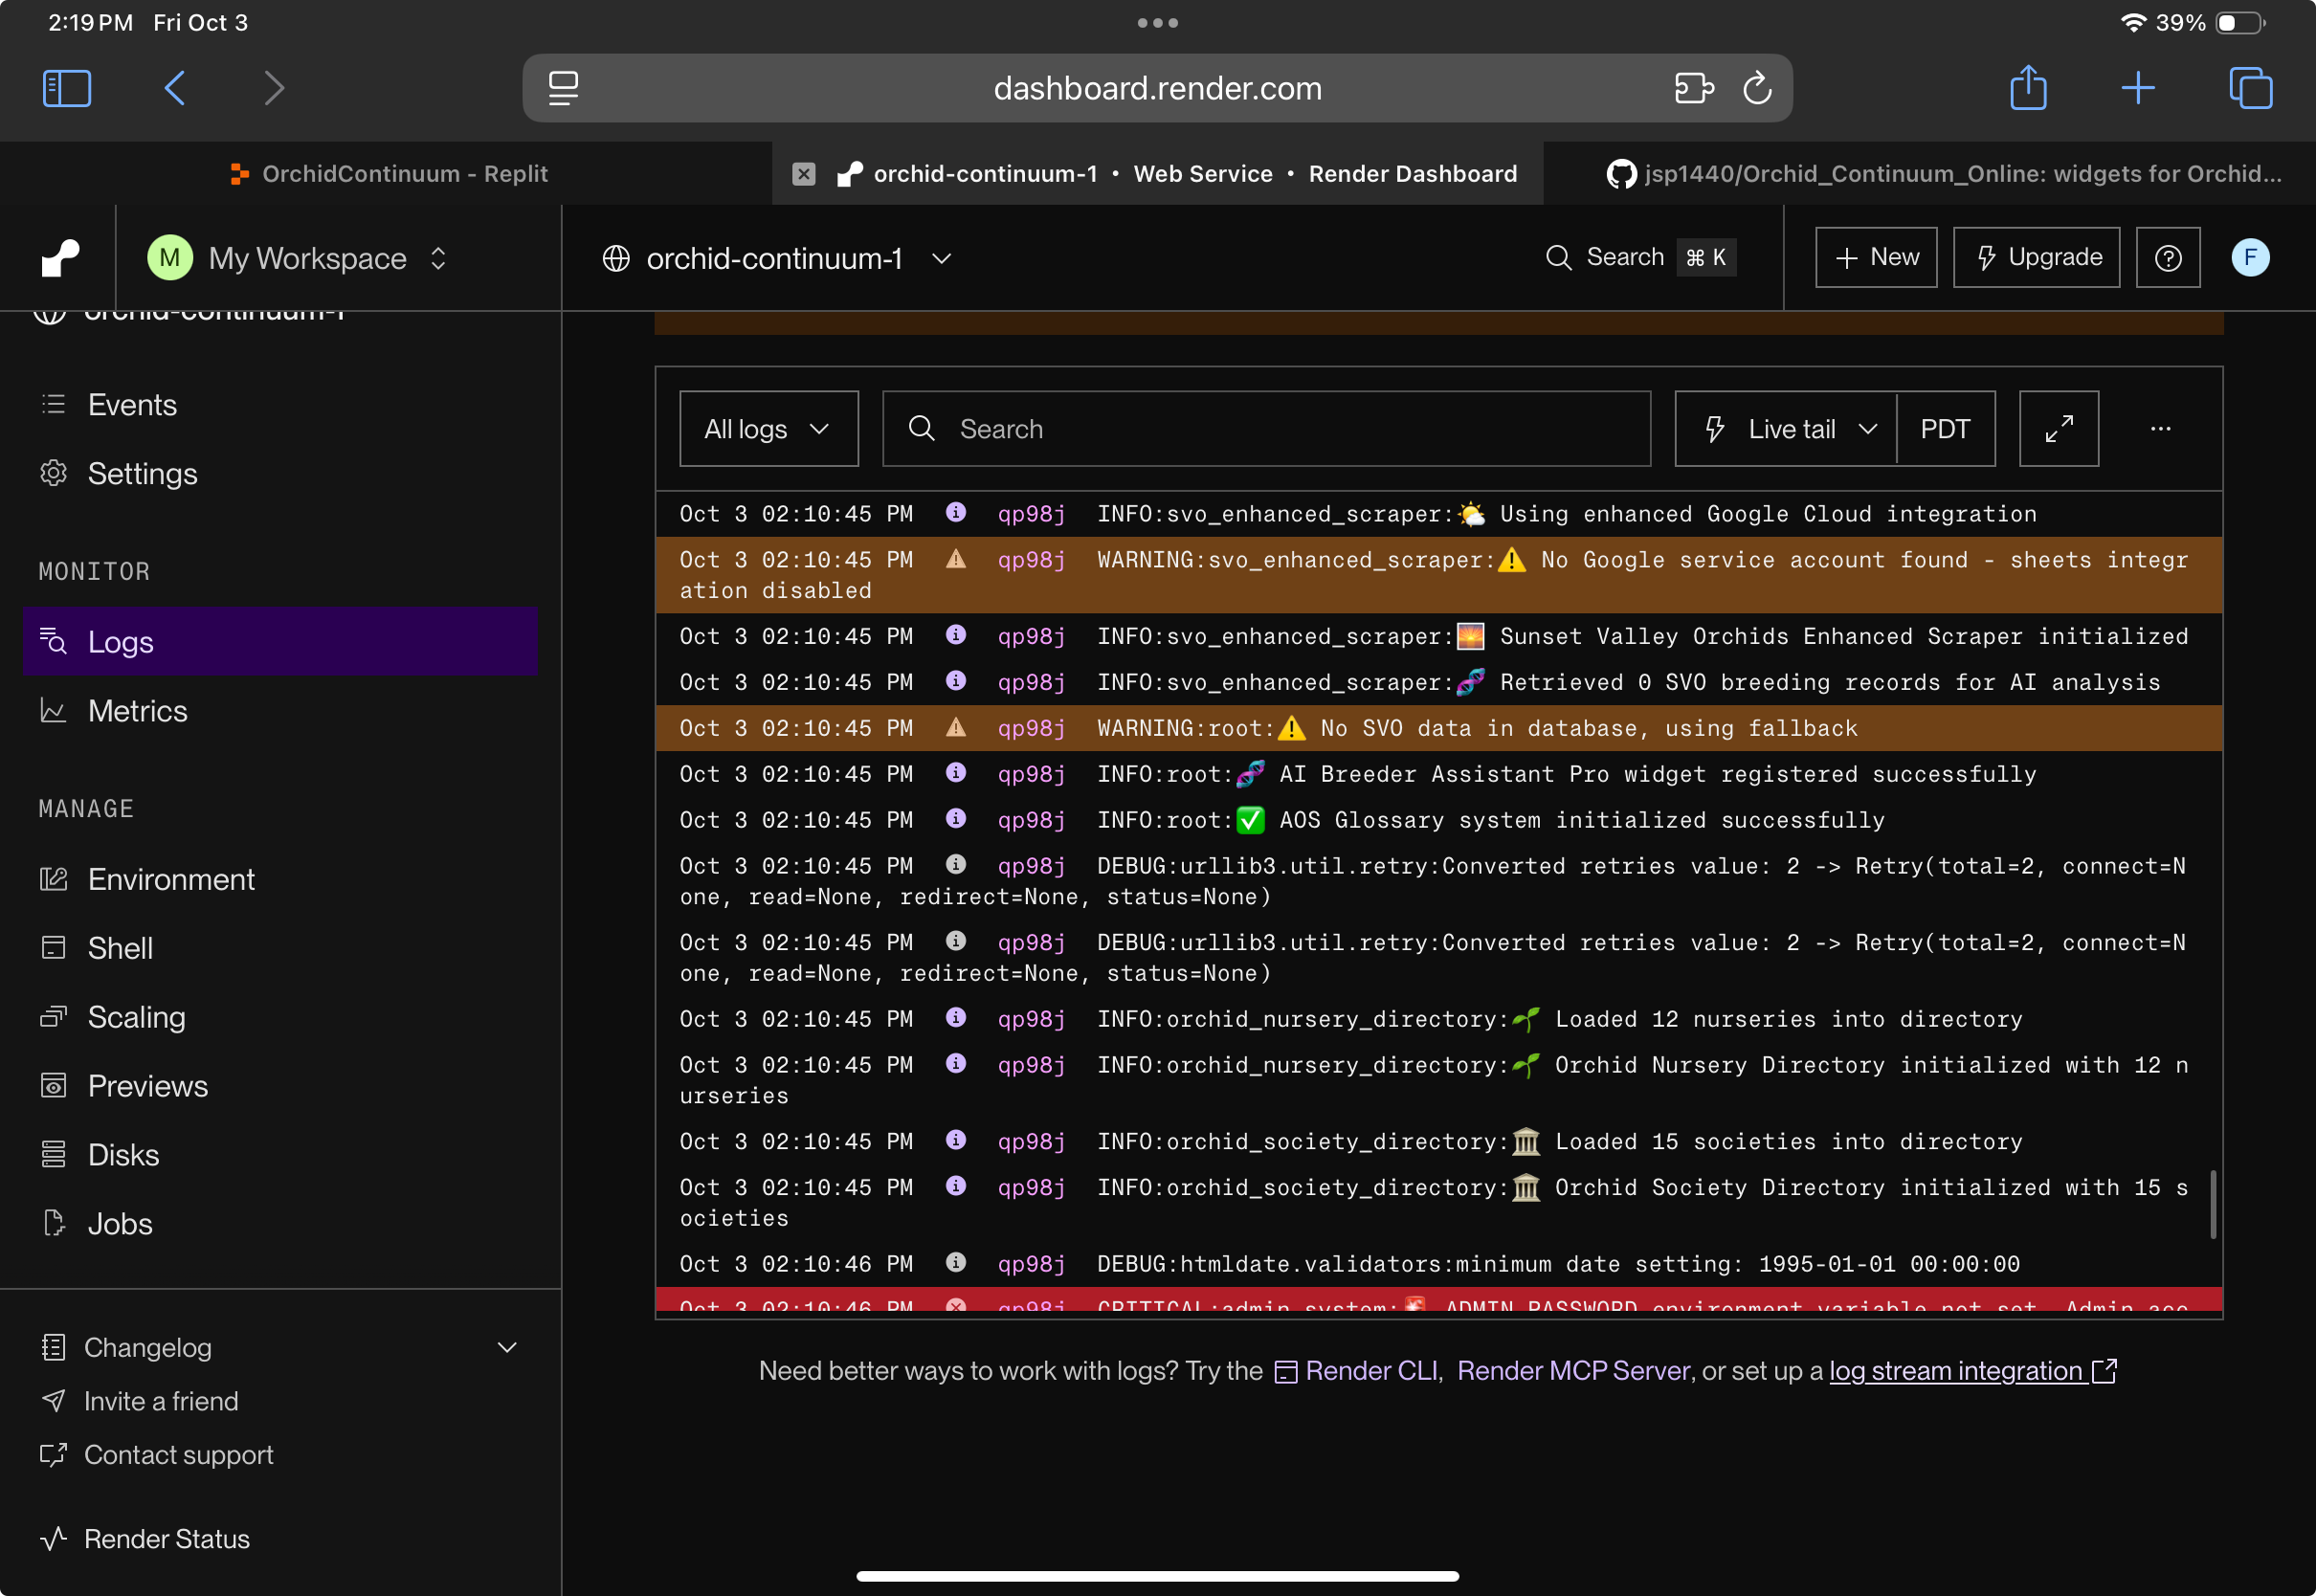 2:19 PM Fri Oct 3
39%
dashboard.render.com
OrchidContinuum - Replit
orchid-continuum-1 • Web Service • Render Dashboard
jsp1440/Orchid_Continuum_Online: widgets for Orchid...
M My Workspace
orchid-continuum-1
Search ⌘ K
+ New
Upgrade
F
orchid-continuum-1
Events
Settings
MONITOR
Logs
Metrics
MANAGE
Environment
Shell
Scaling
Previews
Disks
Jobs
Changelog
Invite a friend
Contact support
Render Status
All logs
Search
Live tail
PDT
Oct 3 02:10:45 PM qp98j INFO:svo_enhanced_scraper:🌤️ Using enhanced Google Cloud integration
Oct 3 02:10:45 PM qp98j WARNING:svo_enhanced_scraper:⚠️ No Google service account found - sheets integr
ation disabled
Oct 3 02:10:45 PM qp98j INFO:svo_enhanced_scraper:🌅 Sunset Valley Orchids Enhanced Scraper initialized
Oct 3 02:10:45 PM qp98j INFO:svo_enhanced_scraper:🧬 Retrieved 0 SVO breeding records for AI analysis
Oct 3 02:10:45 PM qp98j WARNING:root:⚠️ No SVO data in database, using fallback
Oct 3 02:10:45 PM qp98j INFO:root:🧬 AI Breeder Assistant Pro widget registered successfully
Oct 3 02:10:45 PM qp98j INFO:root:✅ AOS Glossary system initialized successfully
Oct 3 02:10:45 PM qp98j DEBUG:urllib3.util.retry:Converted retries value: 2 -> Retry(total=2, connect=N
one, read=None, redirect=None, status=None)
Oct 3 02:10:45 PM qp98j DEBUG:urllib3.util.retry:Converted retries value: 2 -> Retry(total=2, connect=N
one, read=None, redirect=None, status=None)
Oct 3 02:10:45 PM qp98j INFO:orchid_nursery_directory:🌱 Loaded 12 nurseries into directory
Oct 3 02:10:45 PM qp98j INFO:orchid_nursery_directory:🌱 Orchid Nursery Directory initialized with 12 n
urseries
Oct 3 02:10:45 PM qp98j INFO:orchid_society_directory:🏛️ Loaded 15 societies into directory
Oct 3 02:10:45 PM qp98j INFO:orchid_society_directory:🏛️ Orchid Society Directory initialized with 15 s
ocieties
Oct 3 02:10:46 PM qp98j DEBUG:htmldate.validators:minimum date setting: 1995-01-01 00:00:00
Oct 3 02:10:46 PM qp98j CRITICAL:admin_system:🚨 ADMIN_PASSWORD environment variable not set. Admin acc
Need better ways to work with logs? Try the Render CLI, Render MCP Server, or set up a log stream integration